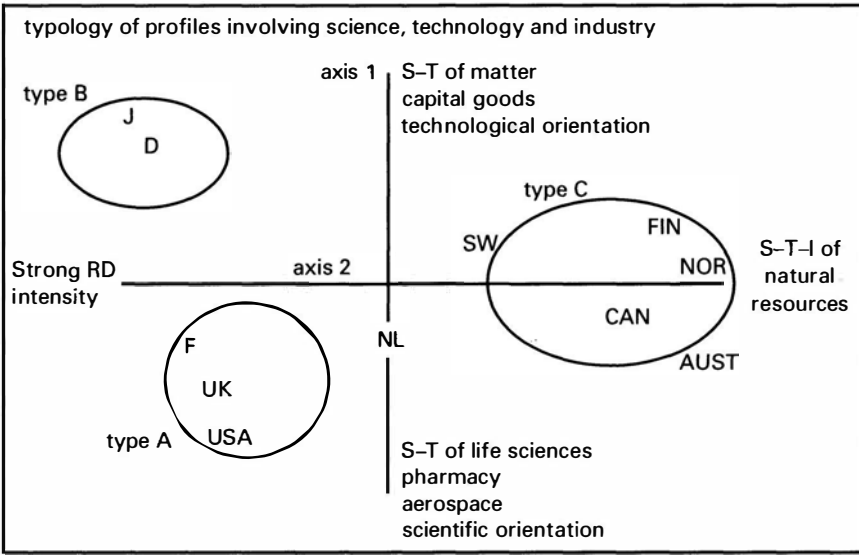 typology of profiles involving science, technology and industry
axis 1
S–T of matter
capital goods
technological orientation
type B
J
D
type C
FIN
SW
NOR
S–T–I of
natural
resources
Strong RD
intensity
axis 2
CAN
NL
AUST
F
UK
USA
type A
S–T of life sciences
pharmacy
aerospace
scientific orientation